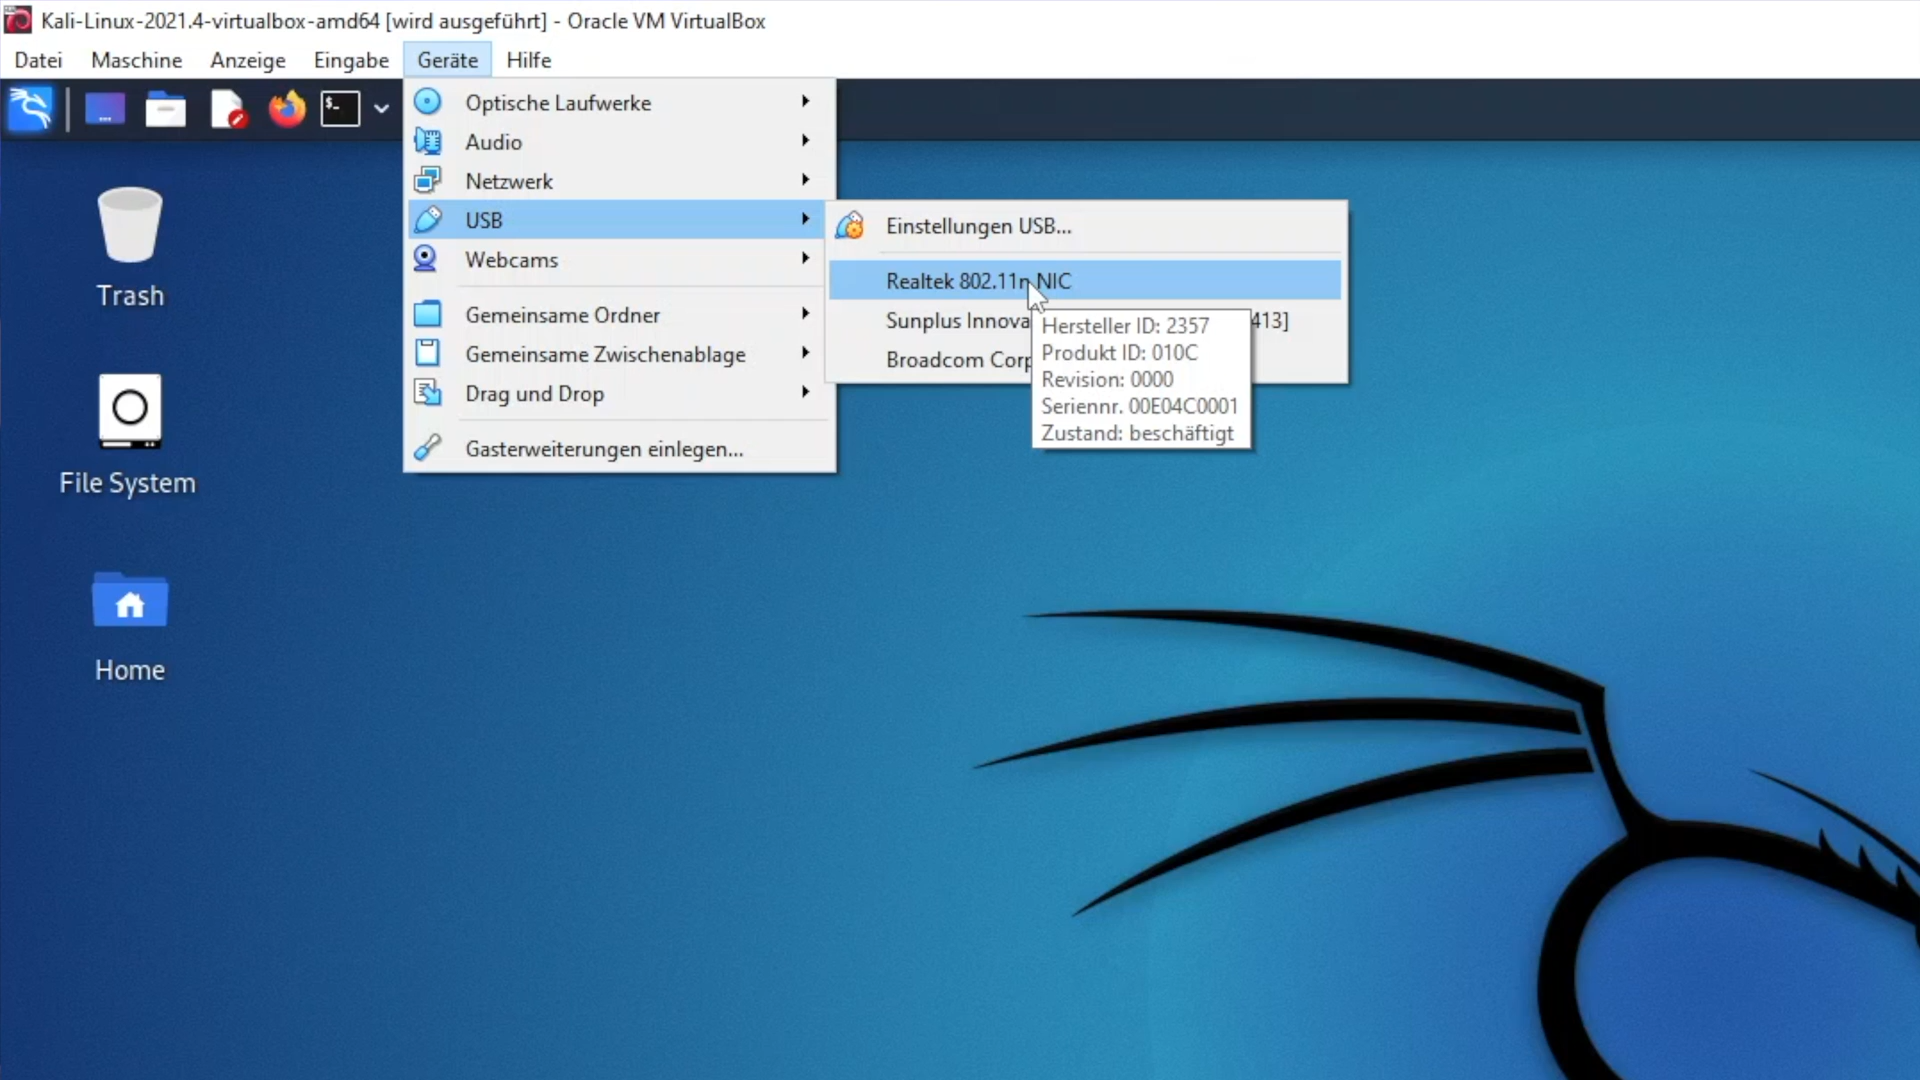 Kali-Linux-2021.4-virtualbox-amd64 [wird ausgeführt] - Oracle VM VirtualBox
Datei Maschine Anzeige Eingabe Geräte Hilfe
Optische Laufwerke
Audio
Netzwerk
USB
Webcams
Gemeinsame Ordner
Gemeinsame Zwischenablage
Drag und Drop
Gasterweiterungen einlegen...
Einstellungen USB...
Realtek 802.11n NIC
Sunplus Innova 413]
Broadcom Corp
Hersteller ID: 2357
Produkt ID: 010C
Revision: 0000
Seriennr. 00E04C0001
Zustand: beschäftigt
Trash
File System
Home